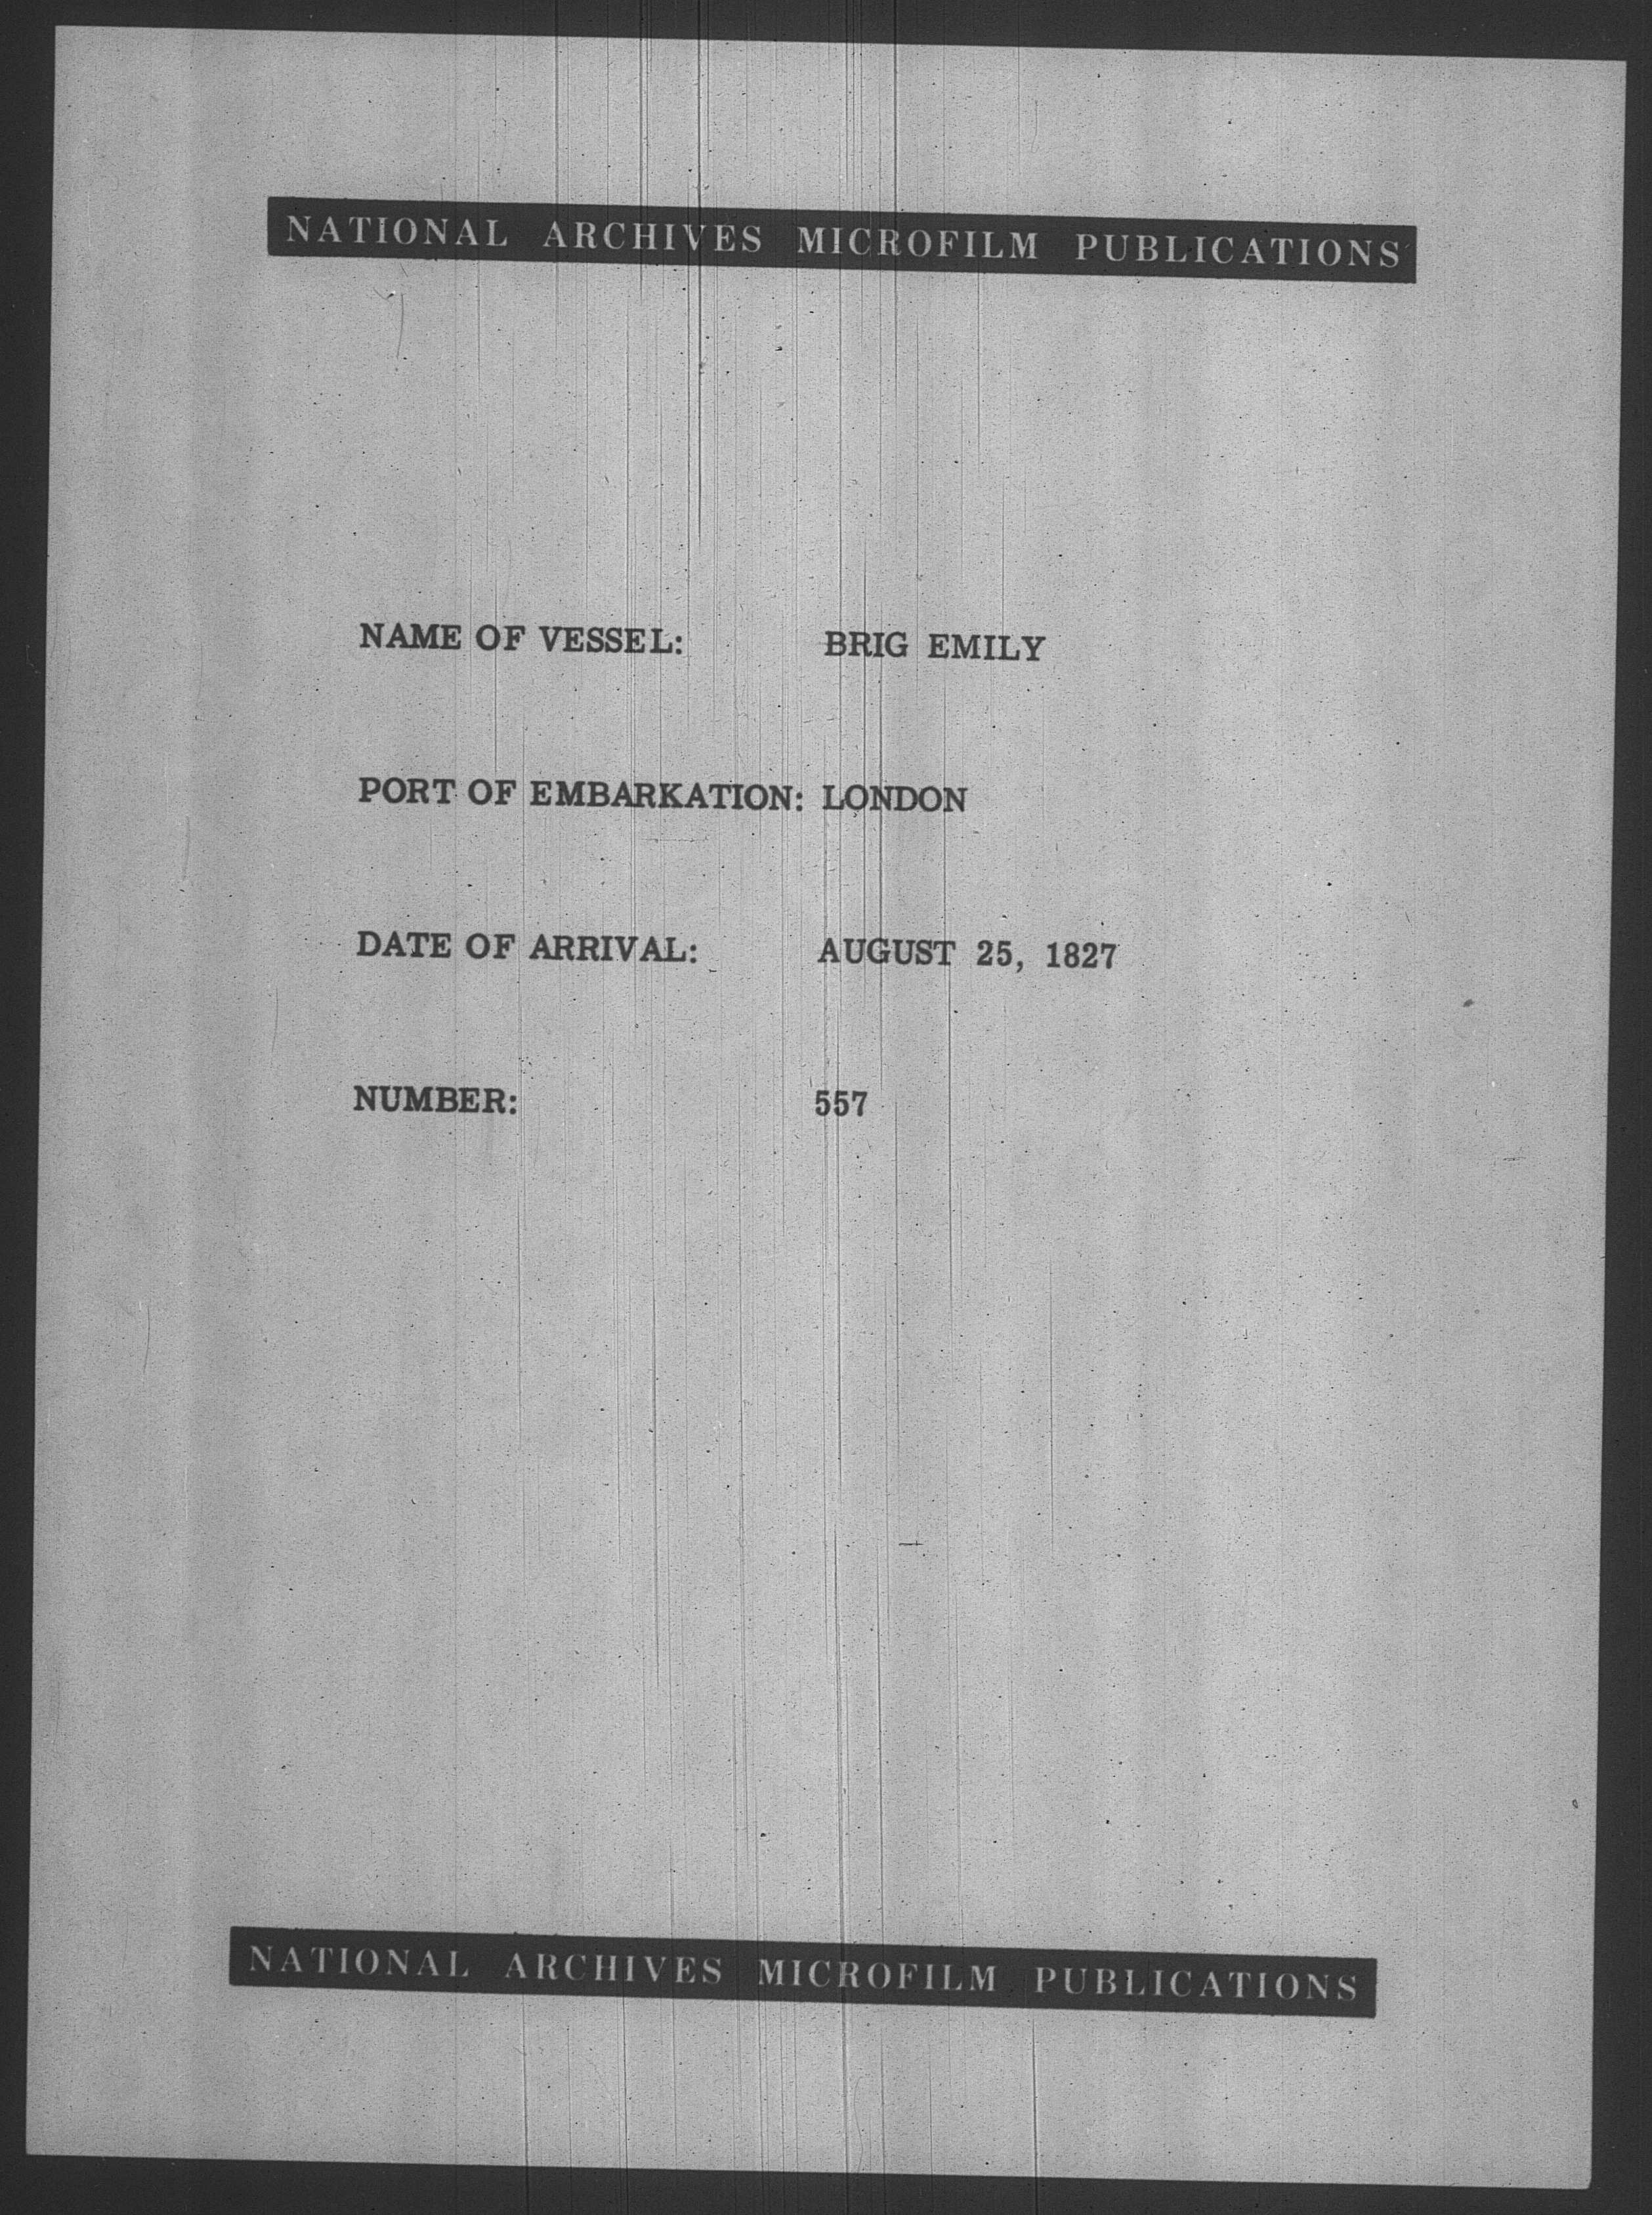 NATIONAL ARCHIVES MICROFILM PUBLICATIONS
NAME OF VESSEL: BRIG EMILY
PORT OF EMBARKATION: LONDON
DATE OF ARRIVAL: AUGUST 25, 1827
NUMBER: 557
NATIONAL ARCHIVES MICROFILM PUBLICATIONS